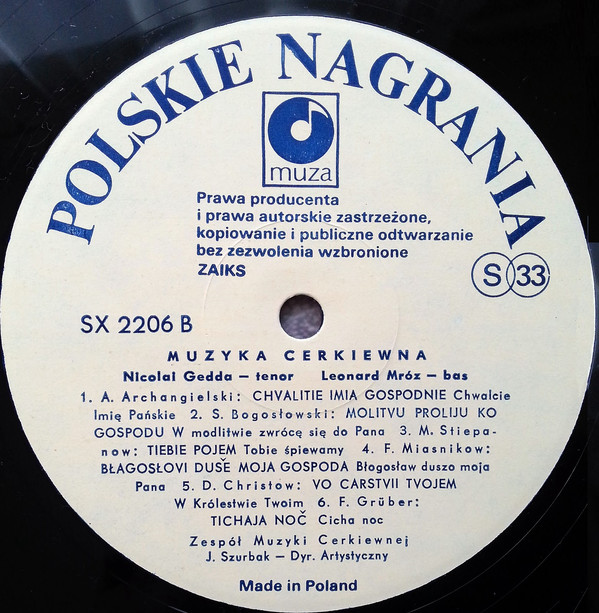 POLSKIE NAGRANIA
muza
Prawa producenta
i prawa autorskie zastrzeżone,
kopiowanie i publiczne odtwarzanie
bez zezwolenia wzbronione
ZAIKS
S 33
SX 2206 B
MUZYKA CERKIEWNA
Nicolai Gedda – tenor Leonard Mróz – bas
1. A. Archangielski: CHVALITIE IMIA GOSPODNIE Chwalcie
Imię Pańskie 2. S. Bogosłowski: MOLITVU PROLIJU KO
GOSPODU W modlitwie zwrócę się do Pana 3. M. Stiepa-
now: TIEBIE POJEM Tobie śpiewamy 4. F. Miasnikow:
BŁAGOSŁOVI DUŠE MOJA GOSPODA Błogosław duszo moja
Pana 5. D. Christow: VO CARSTVII TVOJEM
W Królestwie Twoim 6. F. Grüber:
TICHAJA NOČ Cicha noc
Zespół Muzyki Cerkiewnej
J. Szurbak – Dyr. Artystyczny
Made in Poland